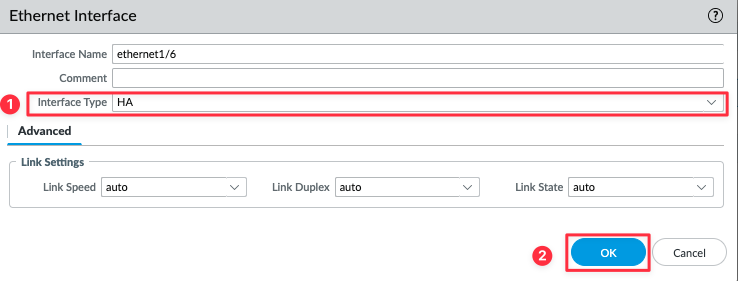 Ethernet Interface ?
Interface Name ethernet1/6
Comment
1 Interface Type HA
Advanced
Link Settings
Link Speed auto Link Duplex auto Link State auto
2 OK Cancel